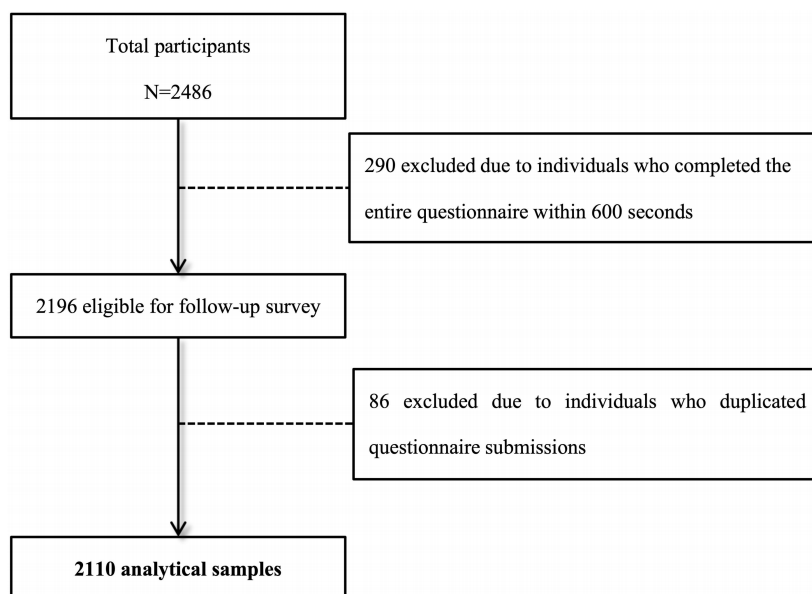 Total participants
N=2486
290 excluded due to individuals who completed the
entire questionnaire within 600 seconds
2196 eligible for follow-up survey
86 excluded due to individuals who duplicated
questionnaire submissions
2110 analytical samples